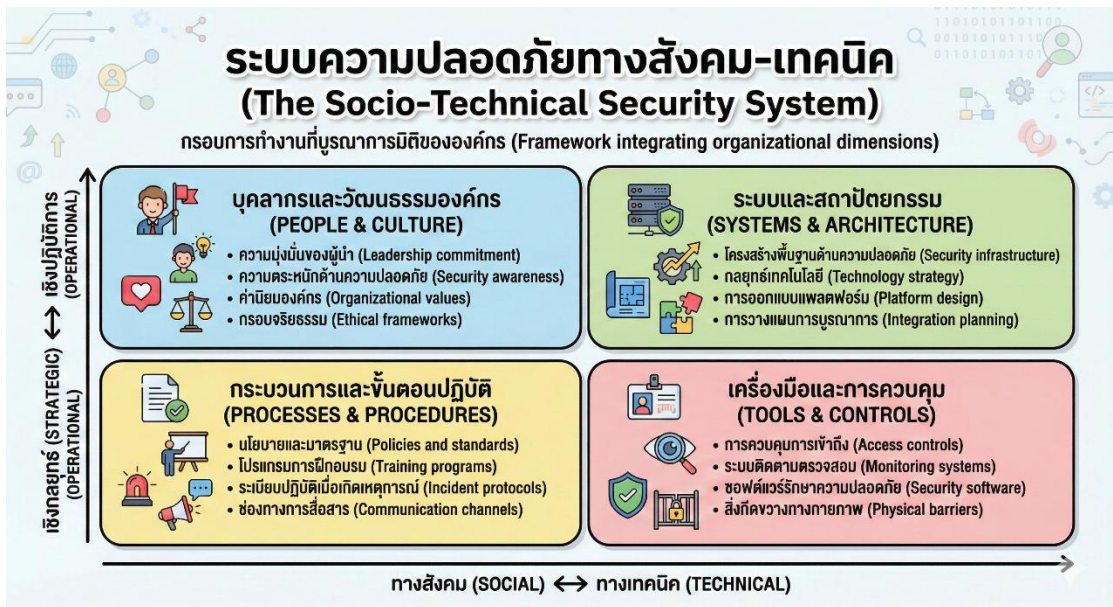 ระบบความปลอดภัยทางสังคม-เทคนิค
(The Socio-Technical Security System)
กรอบการทำงานที่บูรณาการมิติขององค์กร (Framework integrating organizational dimensions)
บุคลากรและวัฒนธรรมองค์กร
(PEOPLE & CULTURE)
• ความมุ่งมั่นของผู้นำ (Leadership commitment)
• ความตระหนักด้านความปลอดภัย (Security awareness)
• ค่านิยมองค์กร (Organizational values)
• กรอบจริยธรรม (Ethical frameworks)
ระบบและสถาปัตยกรรม
(SYSTEMS & ARCHITECTURE)
• โครงสร้างพื้นฐานด้านความปลอดภัย (Security infrastructure)
• กลยุทธ์เทคโนโลยี (Technology strategy)
• การออกแบบแพลตฟอร์ม (Platform design)
• การวางแผนการบูรณาการ (Integration planning)
กระบวนการและขั้นตอนปฏิบัติ
(PROCESSES & PROCEDURES)
• นโยบายและมาตรฐาน (Policies and standards)
• โปรแกรมการฝึกอบรม (Training programs)
• ระเบียบปฏิบัติเมื่อเกิดเหตุการณ์ (Incident protocols)
• ช่องทางการสื่อสาร (Communication channels)
เครื่องมือและการควบคุม
(TOOLS & CONTROLS)
• การควบคุมการเข้าถึง (Access controls)
• ระบบติดตามตรวจสอบ (Monitoring systems)
• ซอฟต์แวร์รักษาความปลอดภัย (Security software)
• สิ่งกีดขวางทางกายภาพ (Physical barriers)
เชิงกลยุทธ์ (STRATEGIC) ↔ เชิงปฏิบัติการ
(OPERATIONAL) (OPERATIONAL)
ทางสังคม (SOCIAL) ↔ ทางเทคนิค (TECHNICAL)